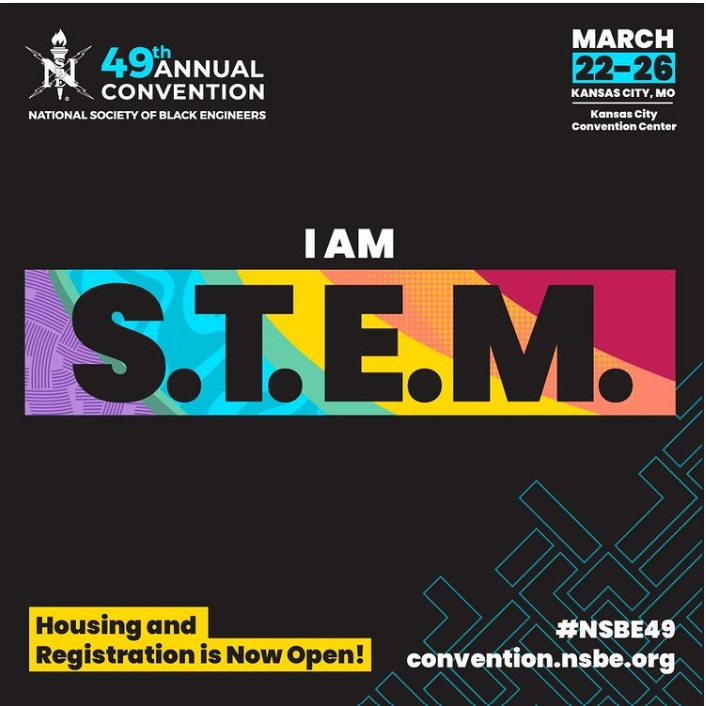 NSBE
49th ANNUAL
CONVENTION
NATIONAL SOCIETY OF BLACK ENGINEERS
MARCH
22-26
KANSAS CITY, MO
Kansas City
Convention Center
I AM
S.T.E.M.
Housing and
Registration is Now Open!
#NSBE49
convention.nsbe.org